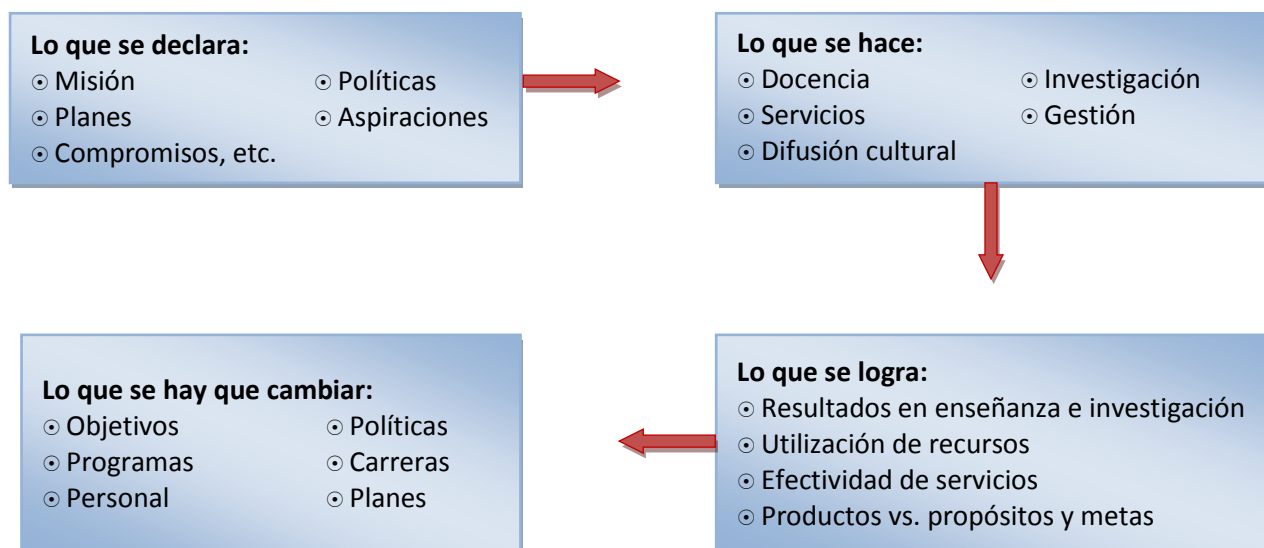 Lo que se declara:
⊙ Misión ⊙ Políticas
⊙ Planes ⊙ Aspiraciones
⊙ Compromisos, etc.
Lo que se hace:
⊙ Docencia ⊙ Investigación
⊙ Servicios ⊙ Gestión
⊙ Difusión cultural
Lo que se hay que cambiar:
⊙ Objetivos ⊙ Políticas
⊙ Programas ⊙ Carreras
⊙ Personal ⊙ Planes
Lo que se logra:
⊙ Resultados en enseñanza e investigación
⊙ Utilización de recursos
⊙ Efectividad de servicios
⊙ Productos vs. propósitos y metas